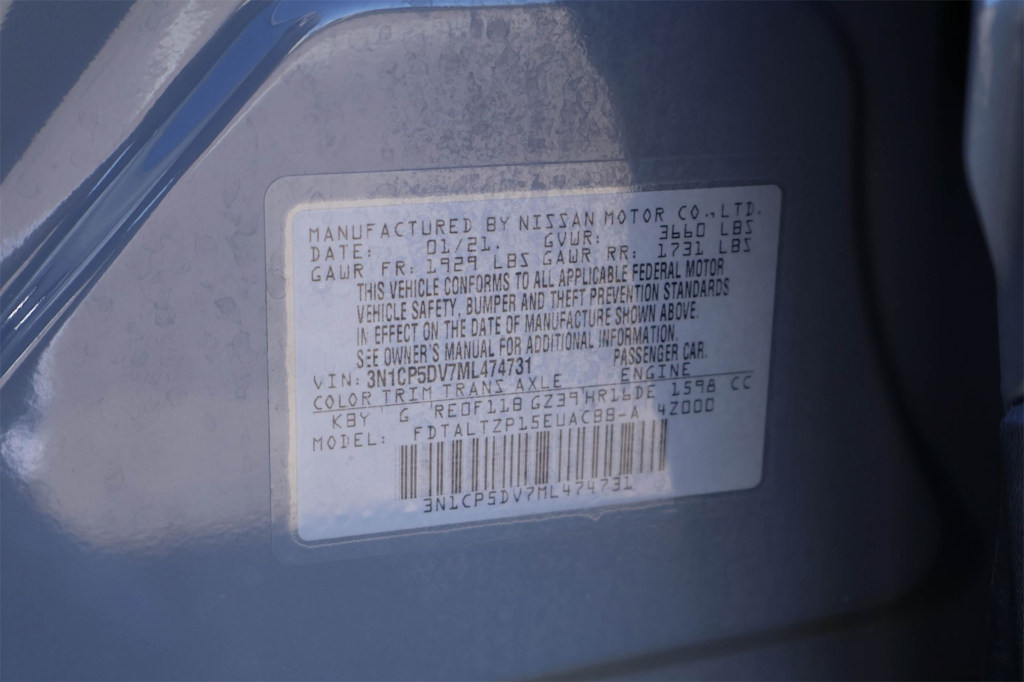 MANUFACTURED BY NISSAN MOTOR CO., LTD.
DATE: 01/21. GVWR: 3660 LBS
GAWR FR: 1929 LBS GAWR RR: 1731 LBS
THIS VEHICLE CONFORMS TO ALL APPLICABLE FEDERAL MOTOR
VEHICLE SAFETY, BUMPER AND THEFT PREVENTION STANDARDS
IN EFFECT ON THE DATE OF MANUFACTURE SHOWN ABOVE.
SEE OWNER'S MANUAL FOR ADDITIONAL INFORMATION.
VIN: 3N1CP5DV7ML474731 PASSENGER CAR.
COLOR TRIM TRANS AXLE ENGINE
KBY G RE0F11B GZ39 HR16DE 1598 CC
MODEL: FDTALTZP15EUACBB-A 4Z000
3N1CP5DV7ML474731